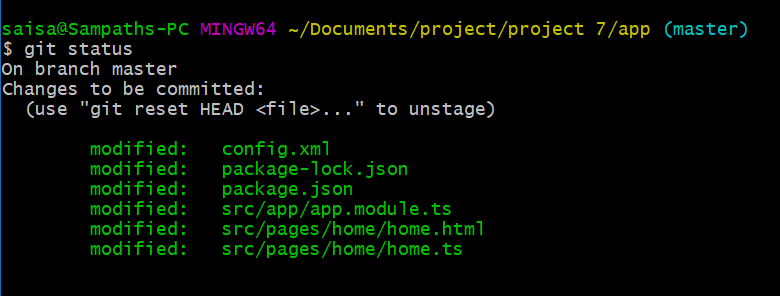 saisa@Sampaths-PC MINGW64 ~/Documents/project/project 7/app (master)
$ git status
On branch master
Changes to be committed:
  (use "git reset HEAD <file>..." to unstage)

        modified:   config.xml
        modified:   package-lock.json
        modified:   package.json
        modified:   src/app/app.module.ts
        modified:   src/pages/home/home.html
        modified:   src/pages/home/home.ts